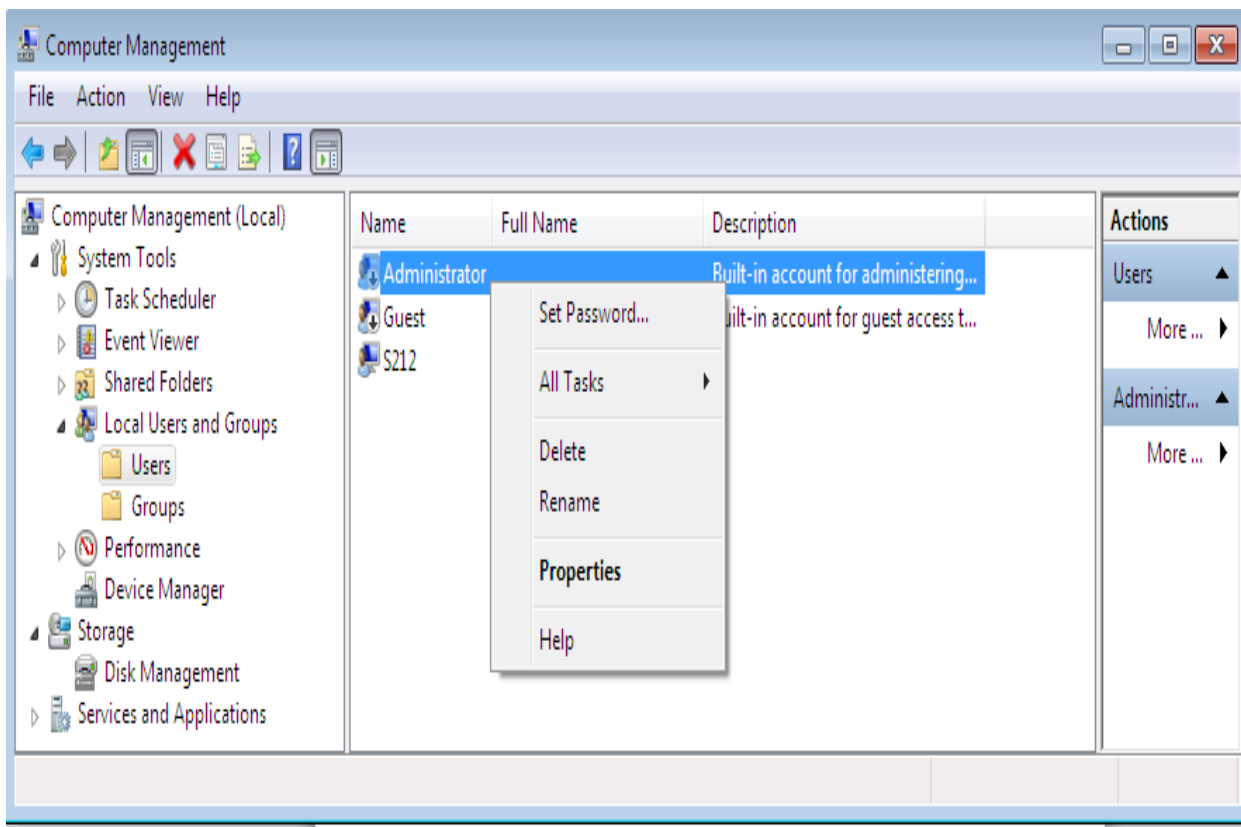 Computer Management
File Action View Help
Computer Management (Local)
System Tools
Task Scheduler
Event Viewer
Shared Folders
Local Users and Groups
Users
Groups
Performance
Device Manager
Storage
Disk Management
Services and Applications
Name Full Name Description
Administrator Built-in account for administering...
Guest uilt-in account for guest access t...
S212
Set Password...
All Tasks
Delete
Rename
Properties
Help
Actions
Users
More ...
Administr...
More ...